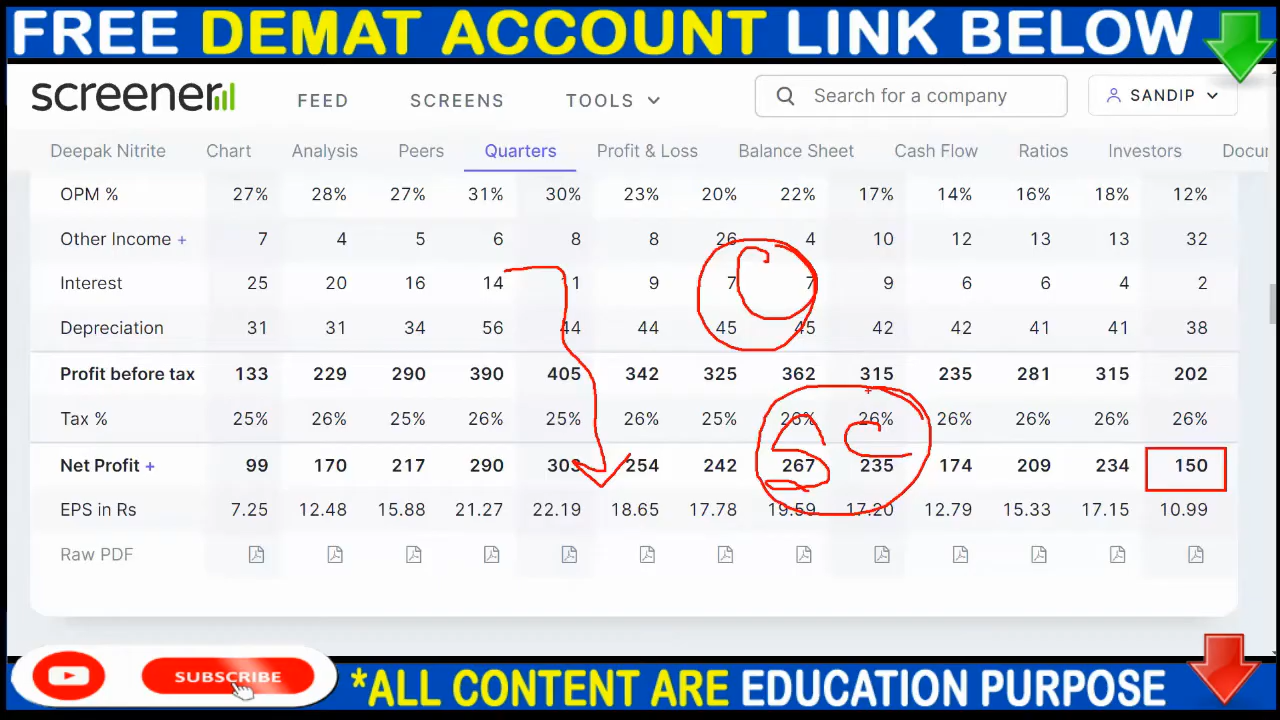 FREE DEMAT ACCOUNT LINK BELOW
screener FEED SCREENS TOOLS Search for a company SANDIP
Deepak Nitrite Chart Analysis Peers Quarters Profit & Loss Balance Sheet Cash Flow Ratios Investors Docu
OPM % 27% 28% 27% 31% 30% 23% 20% 22% 17% 14% 16% 18% 12%
Other Income + 7 4 5 6 8 8 26 4 10 12 13 13 32
Interest 25 20 16 14 11 9 7 7 9 6 6 4 2
Depreciation 31 31 34 56 44 44 45 45 42 42 41 41 38
Profit before tax 133 229 290 390 405 342 325 362 315 235 281 315 202
Tax % 25% 26% 25% 26% 25% 26% 25% 26% 26% 26% 26% 26% 26%
Net Profit + 99 170 217 290 303 254 242 267 235 174 209 234 150
EPS in Rs 7.25 12.48 15.88 21.27 22.19 18.65 17.78 19.59 17.20 12.79 15.33 17.15 10.99
Raw PDF
SUBSCRIBE
*ALL CONTENT ARE EDUCATION PURPOSE